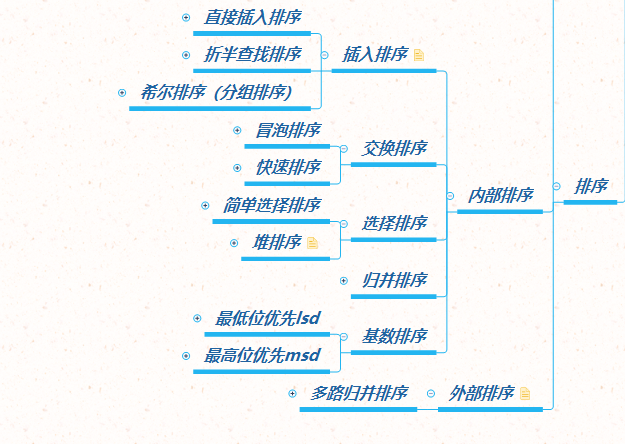 直接插入排序
折半查找排序
插入排序
希尔排序（分组排序）
冒泡排序
交换排序
快速排序
排序
内部排序
简单选择排序
选择排序
堆排序
归并排序
最低位优先lsd
基数排序
最高位优先msd
多路归并排序
外部排序